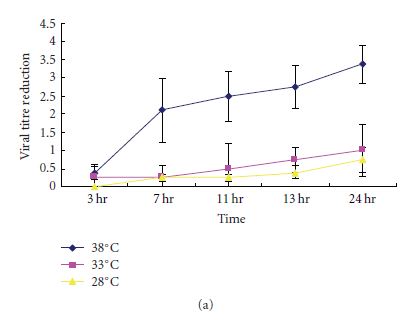 4.5
4
3.5
3
2.5
2
1.5
1
0.5
0
Viral titre reduction
3 hr 7 hr 11 hr 13 hr 24 hr
Time
38°C
33°C
28°C
(a)